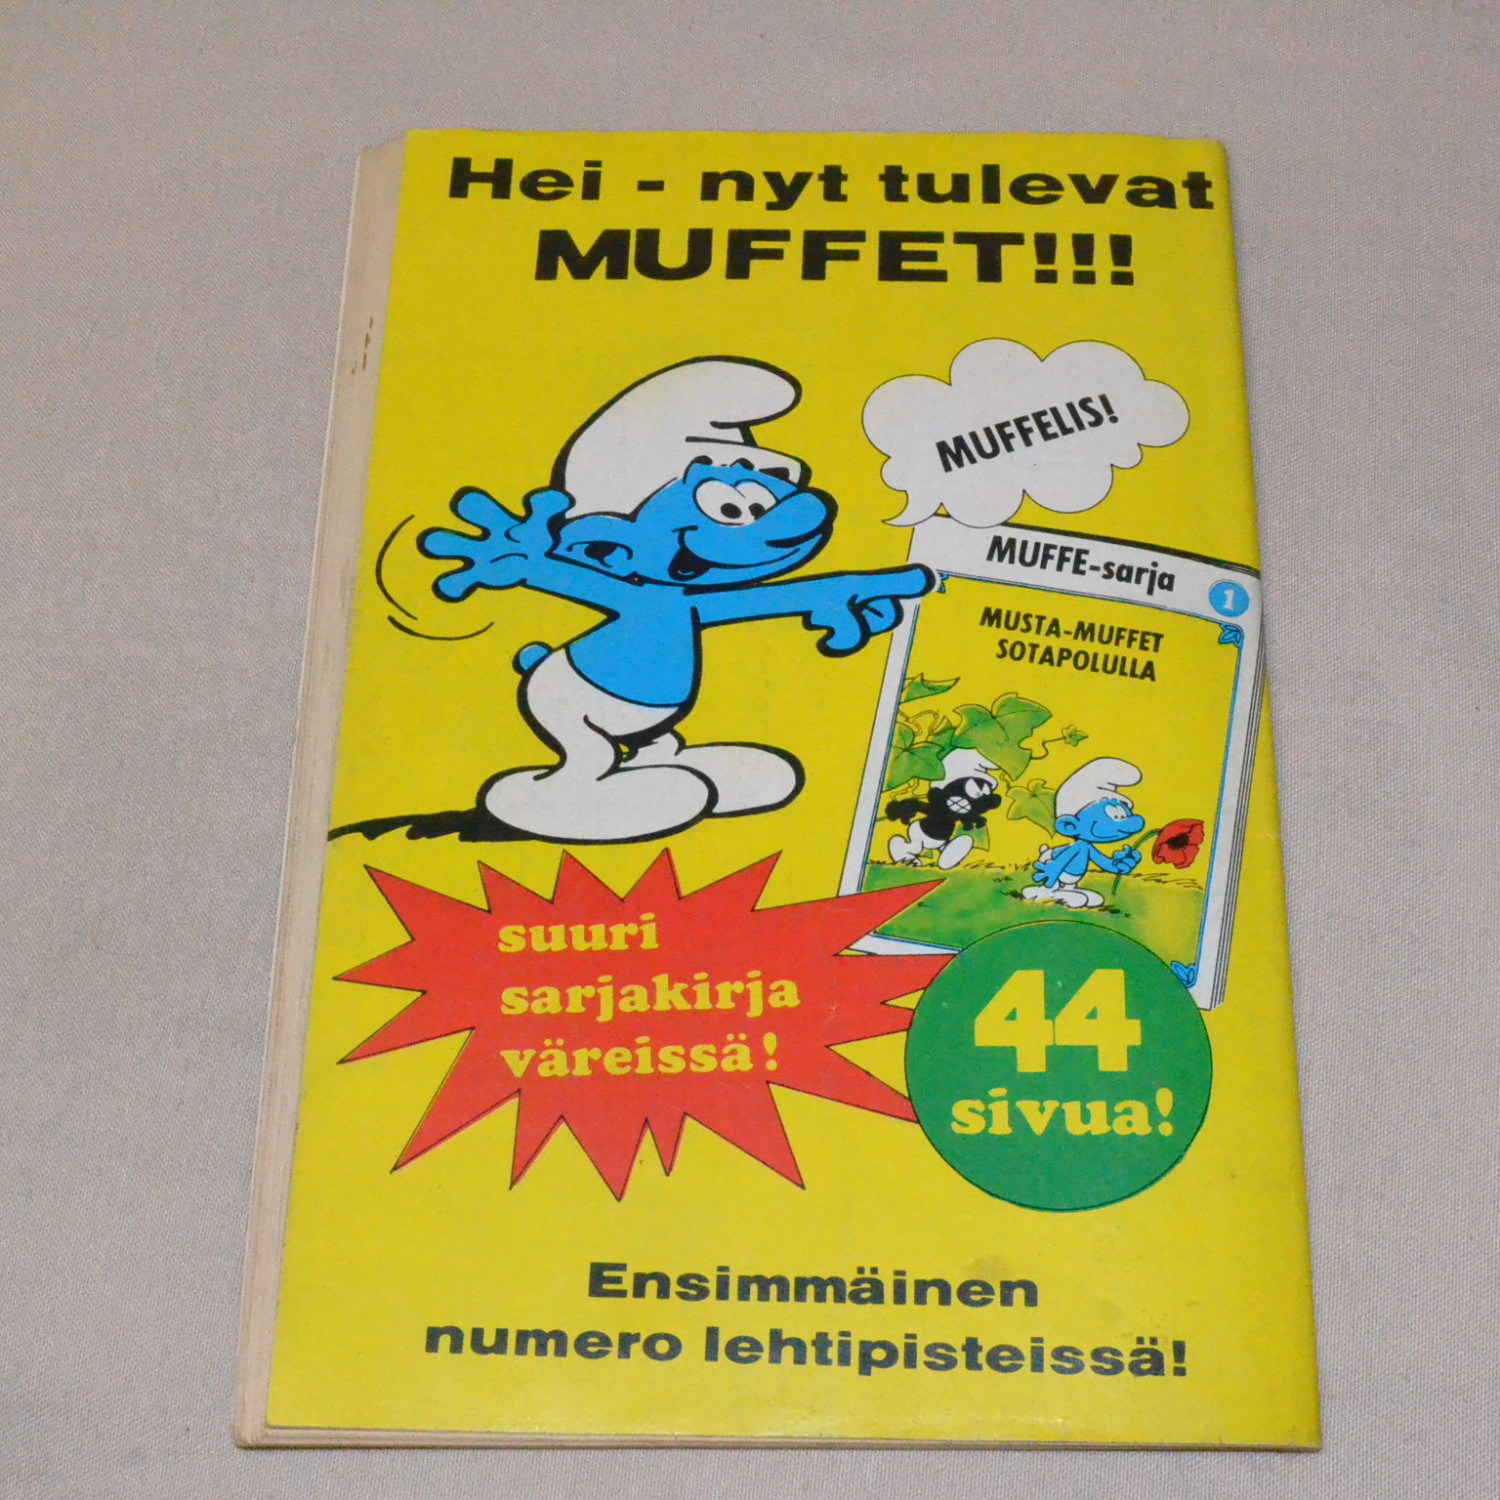 Hei - nyt tulevat
MUFFET!!!
MUFFELIS!
MUFFE-sarja
1
MUSTA-MUFFET
SOTAPOLULLA
suuri
sarjakirja
väreissä!
44
sivua!
Ensimmäinen
numero lehtipisteissä!